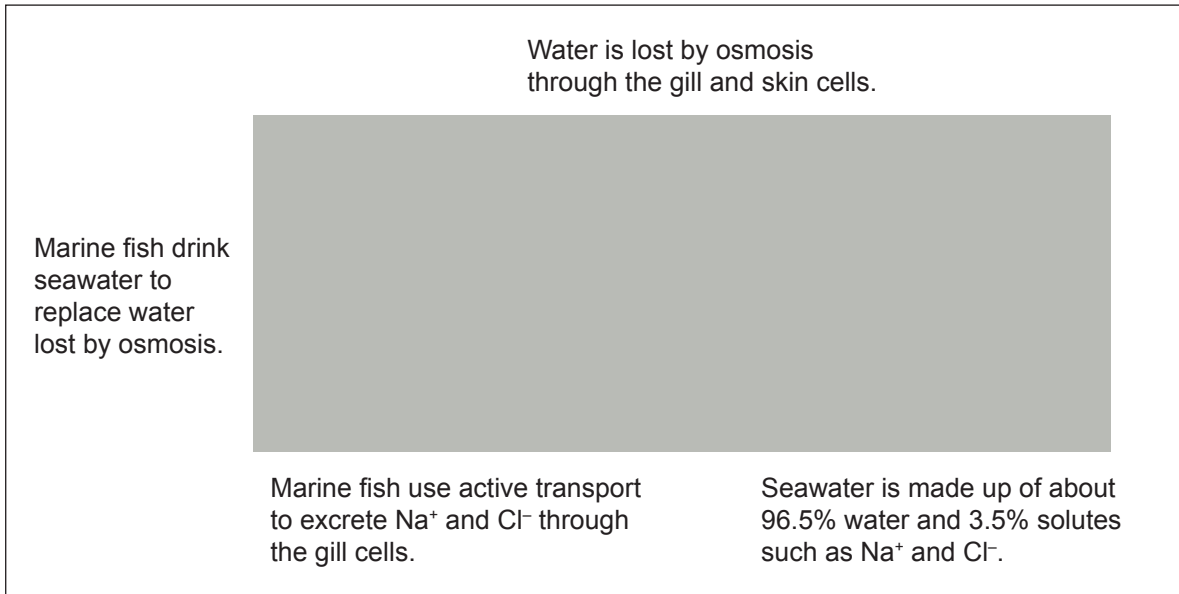 Water is lost by osmosis
through the gill and skin cells.
Marine fish drink
seawater to
replace water
lost by osmosis.
Marine fish use active transport
to excrete Na⁺ and Cl⁻ through
the gill cells.
Seawater is made up of about
96.5% water and 3.5% solutes
such as Na⁺ and Cl⁻.